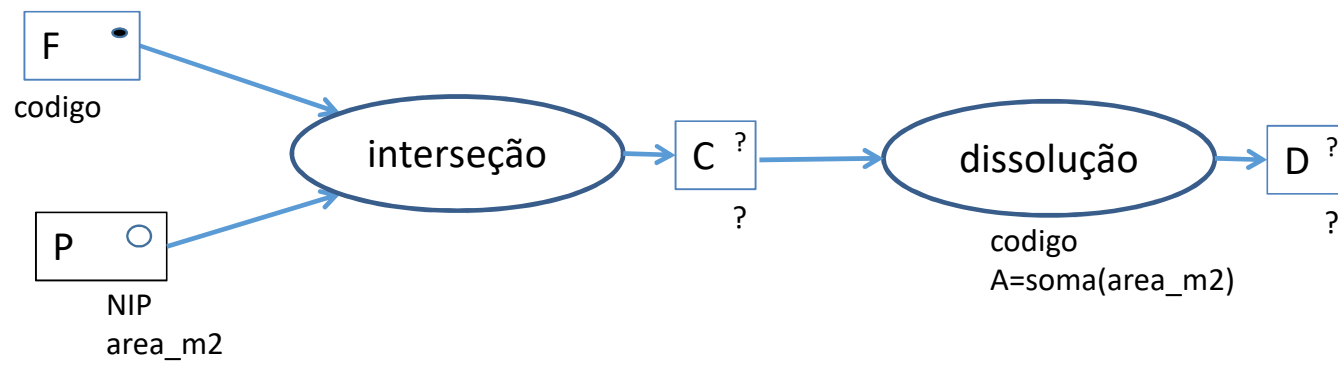 F
codigo
P
NIP
area_m2
interseção
C ?
?
dissolução
codigo
A=soma(area_m2)
D ?
?